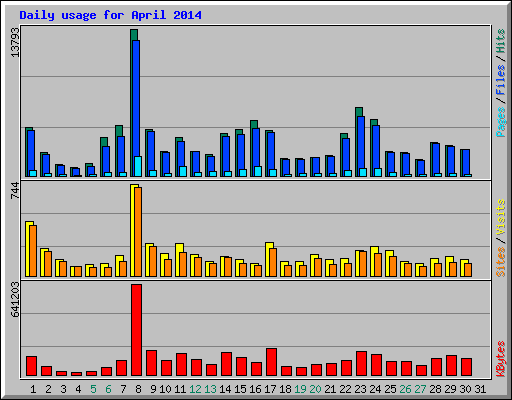 Daily usage for April 2014
13793
Pages / Files / Hits
744
Sites / Visits
641203
KBytes
1 2 3 4 5 6 7 8 9 10 11 12 13 14 15 16 17 18 19 20 21 22 23 24 25 26 27 28 29 30 31